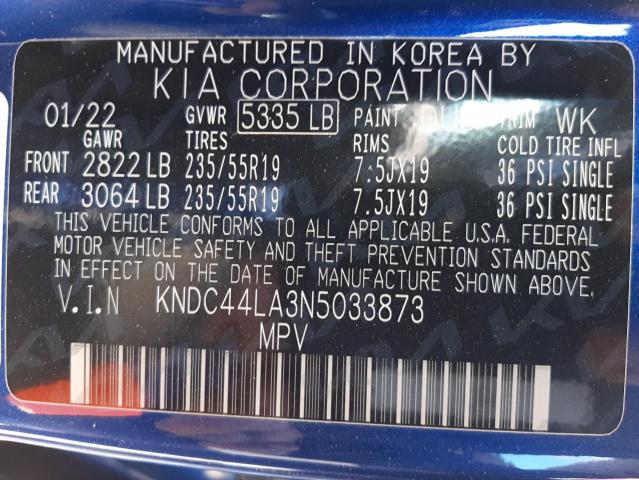 MANUFACTURED IN KOREA BY
KIA CORPORATION
01/22 GVWR 5335 LB PAINT TRIM WK
GAWR TIRES RIMS COLD TIRE INFL
FRONT 2822 LB 235/55R19 7.5JX19 36 PSI SINGLE
REAR 3064 LB 235/55R19 7.5JX19 36 PSI SINGLE
THIS VEHICLE CONFORMS TO ALL APPLICABLE U.S.A. FEDERAL
MOTOR VEHICLE SAFETY AND THEFT PREVENTION STANDARDS
IN EFFECT ON THE DATE OF MANUFACTURE SHOWN ABOVE.
V.I.N KNDC44LA3N5033873
MPV